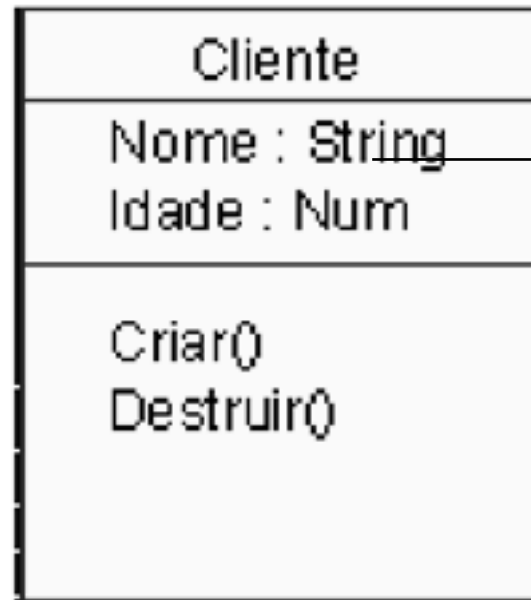 Cliente
Nome : String
Idade : Num
Criar()
Destruir()